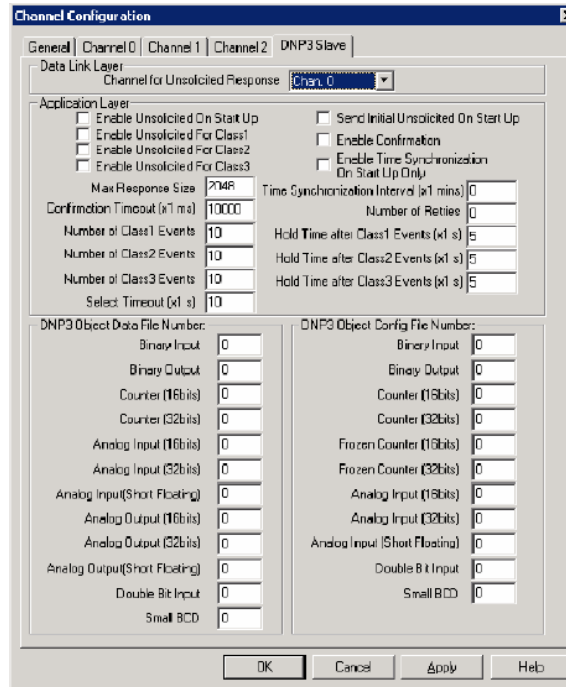 Channel Configuration
General Channel 0 Channel 1 Channel 2 DNP3 Slave
Data Link Layer
Channel for Unsolicited Response Chan. 0
Application Layer
Enable Unsolicited On Start Up
Enable Unsolicited For Class1
Enable Unsolicited For Class2
Enable Unsolicited For Class3
Max Response Size 2048
Confirmation Timeout (x1 ms) 10000
Number of Class1 Events 10
Number of Class2 Events 10
Number of Class3 Events 10
Select Timeout (x1 s) 10
Send Initial Unsolicited On Start Up
Enable Confirmation
Enable Time Synchronization
On Start Up Only
Time Synchronization Interval (x1 mins) 0
Number of Retries 0
Hold Time after Class1 Events (x1 s) 5
Hold Time after Class2 Events (x1 s) 5
Hold Time after Class3 Events (x1 s) 5
DNP3 Object Data File Number:
Binary Input 0
Binary Output 0
Counter (16bits) 0
Counter (32bits) 0
Analog Input (16bits) 0
Analog Input (32bits) 0
Analog Input(Short Floating) 0
Analog Output (16bits) 0
Analog Output (32bits) 0
Analog Output(Short Floating) 0
Double Bit Input 0
Small BCD 0
DNP3 Object Config File Number:
Binary Input 0
Binary Output 0
Counter (16bits) 0
Counter (32bits) 0
Frozen Counter (16bits) 0
Frozen Counter (32bits) 0
Analog Input (16bits) 0
Analog Input (32bits) 0
Analog Input (Short Floating) 0
Double Bit Input 0
Small BCD 0
OK Cancel Apply Help